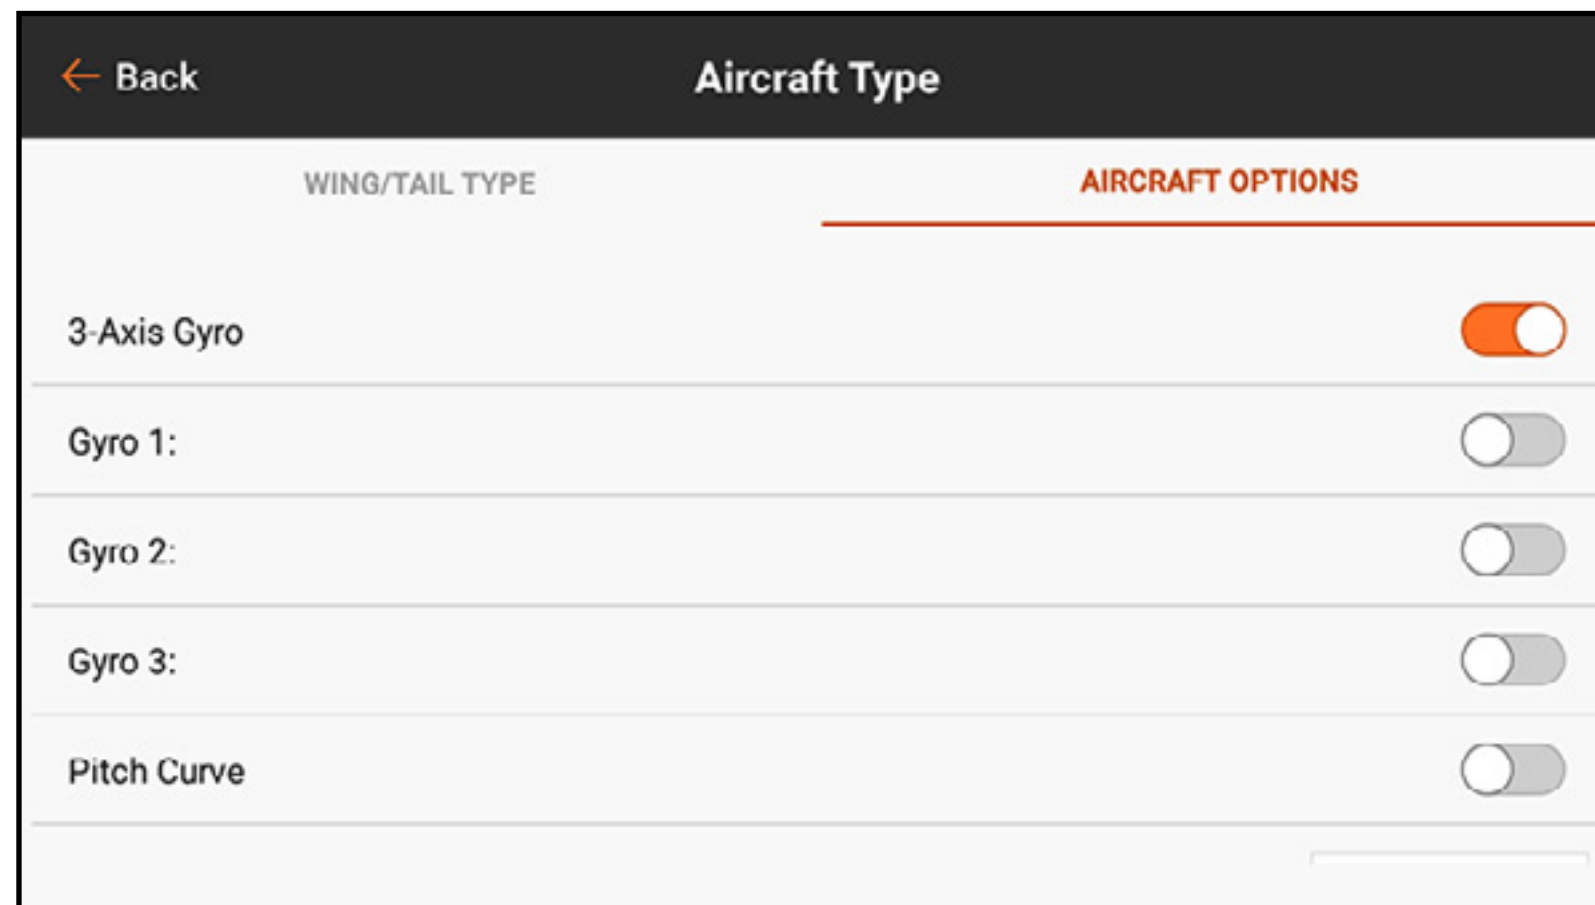 Back
Aircraft Type
WING/TAIL TYPE
AIRCRAFT OPTIONS
3-Axis Gyro
Gyro 1:
Gyro 2:
Gyro 3:
Pitch Curve